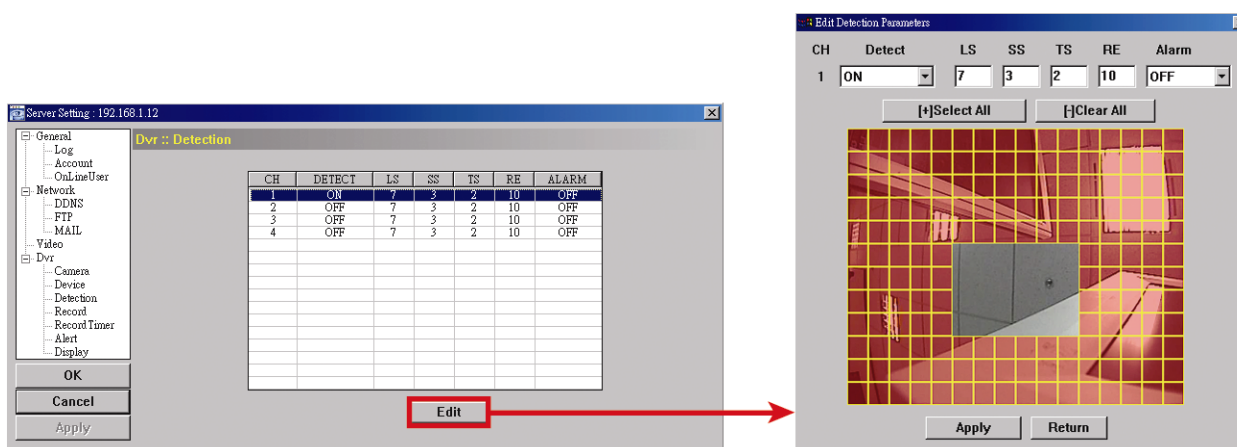 Server Setting : 192.168.1.12
General
Log
Account
OnLineUser
Network
DDNS
FTP
MAIL
Video
Dvr
Camera
Device
Detection
Record
Record Timer
Alert
Display
OK
Cancel
Apply
Dvr :: Detection
CH DETECT LS SS TS RE ALARM
1 ON 7 3 2 10 OFF
2 OFF 7 3 2 10 OFF
3 OFF 7 3 2 10 OFF
4 OFF 7 3 2 10 OFF
Edit
Edit Detection Parameters
CH Detect LS SS TS RE Alarm
1 ON 7 3 2 10 OFF
[+]Select All [-]Clear All
Apply Return